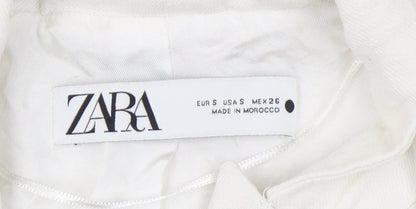 ZARA
EUR S USA S MEX 26
MADE IN MOROCCO